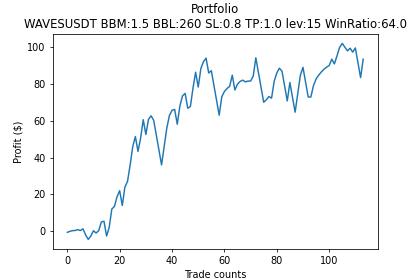 Portfolio
WAVESUSDT BBM:1.5 BBL:260 SL:0.8 TP:1.0 lev:15 WinRatio:64.0
100
80
60
40
20
0
Profit ($)
0 20 40 60 80 100
Trade counts